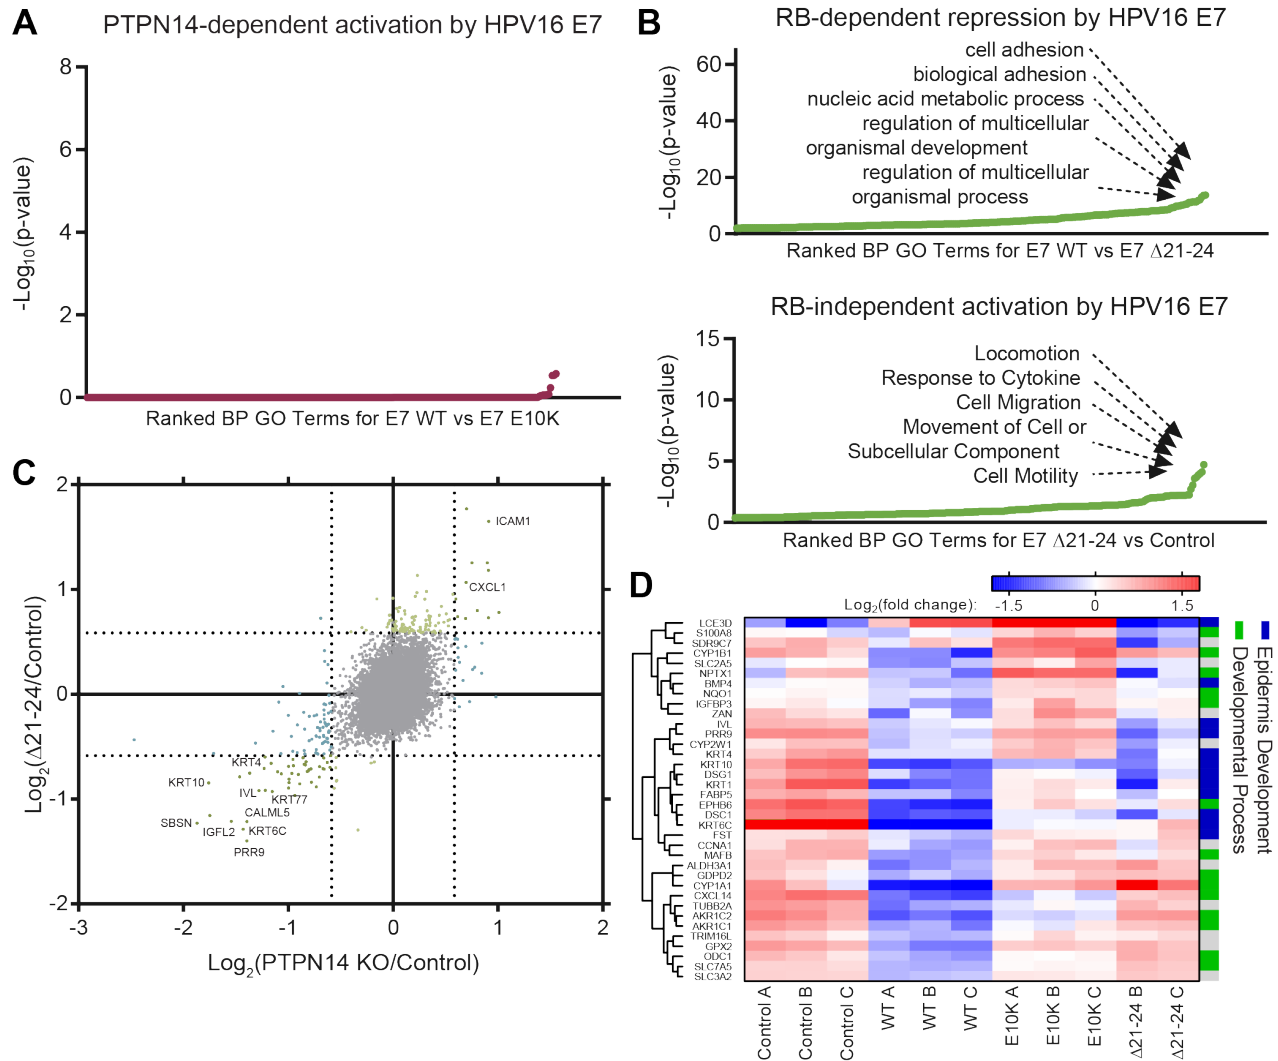 A
PTPN14-dependent activation by HPV16 E7
8
6
4
2
0
-Log10(p-value)
Ranked BP GO Terms for E7 WT vs E7 E10K
B
RB-dependent repression by HPV16 E7
60
40
20
0
-Log10(p-value)
cell adhesion
biological adhesion
nucleic acid metabolic process
regulation of multicellular
organismal development
regulation of multicellular
organismal process
Ranked BP GO Terms for E7 WT vs E7 Δ21-24
RB-independent activation by HPV16 E7
15
10
5
0
-Log10(p-value)
Locomotion
Response to Cytokine
Cell Migration
Movement of Cell or
Subcellular Component
Cell Motility
Ranked BP GO Terms for E7 Δ21-24 vs Control
C
2
1
0
-1
-2
Log2(Δ21-24/Control)
ICAM1
CXCL1
KRT4
KRT10
IVL
KRT77
CALML5
SBSN
IGFL2
KRT6C
PRR9
-3
-2
-1
0
1
2
Log2(PTPN14 KO/Control)
D
Log2(fold change):
-1.5
0
1.5
LCE3D
S100A8
SDR9C7
CYP1B1
SLC2A5
NPTX1
BMP4
NQO1
IGFBP3
ZAN
IVL
PRR9
CYP2W1
KRT4
KRT10
DSG1
KRT1
FABP5
EPHB6
DSC1
KRT6C
FST
CCNA1
MAFB
ALDH3A1
GDPD2
CYP1A1
CXCL14
TUBB2A
AKR1C2
AKR1C1
TRIM16L
GPX2
ODC1
SLC7A5
SLC3A2
Control A
Control B
Control C
WT A
WT B
WT C
E10K A
E10K B
E10K C
Δ21-24 B
Δ21-24 C
Epidermis Development
Developmental Process